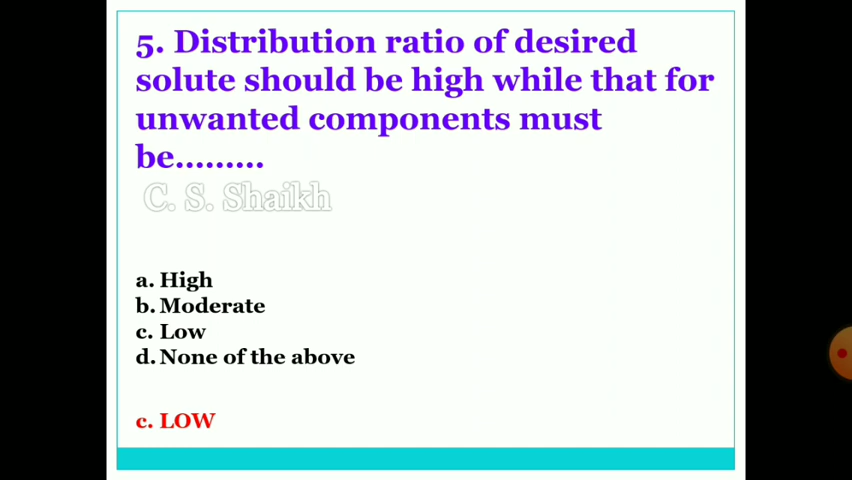 5. Distribution ratio of desired
solute should be high while that for
unwanted components must
be.........
C. S. Shaikh
a. High
b. Moderate
c. Low
d. None of the above
c. LOW